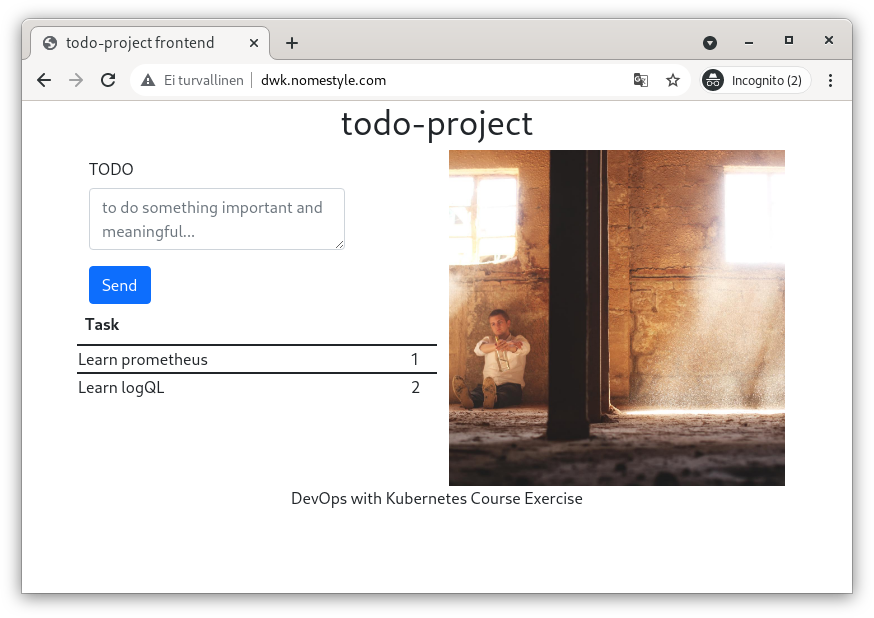 todo-project frontend
Ei turvallinen
dwk.nomestyle.com
Incognito (2)
todo-project
TODO
to do something important and
meaningful...
Send
Task
Learn prometheus 1
Learn logQL 2
DevOps with Kubernetes Course Exercise